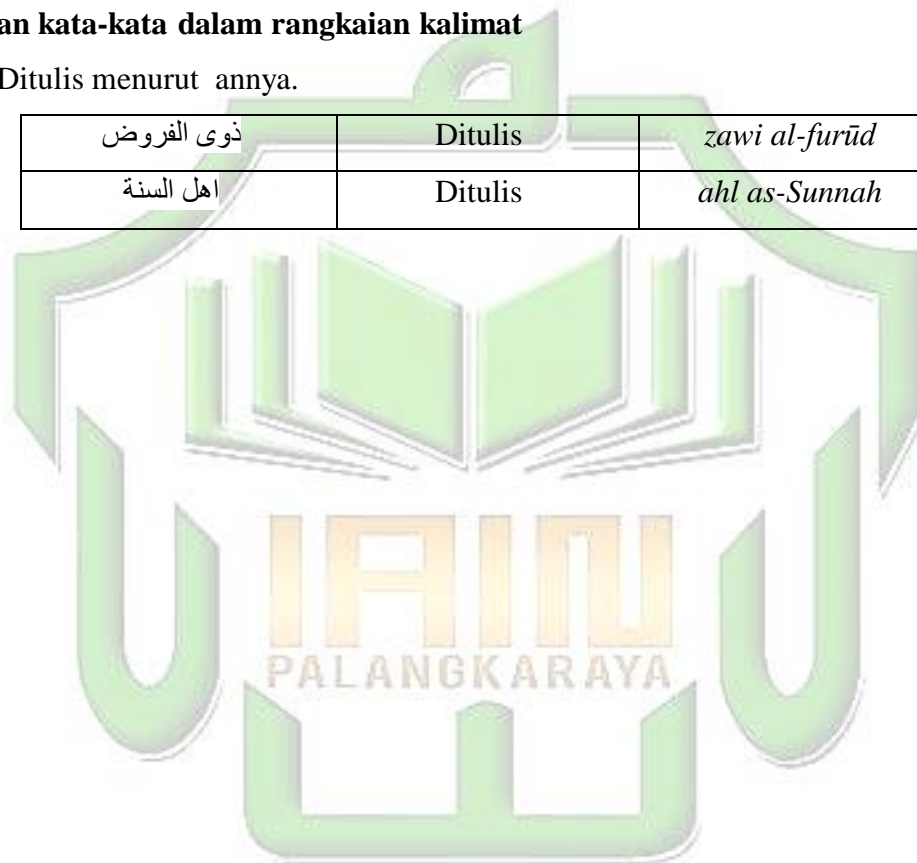 an kata-kata dalam rangkaian kalimat
Ditulis menurut annya.
ذوى الفروض Ditulis zawi al-furūd
اهل السنة Ditulis ahl as-Sunnah
IAIN
PALANGKARAYA